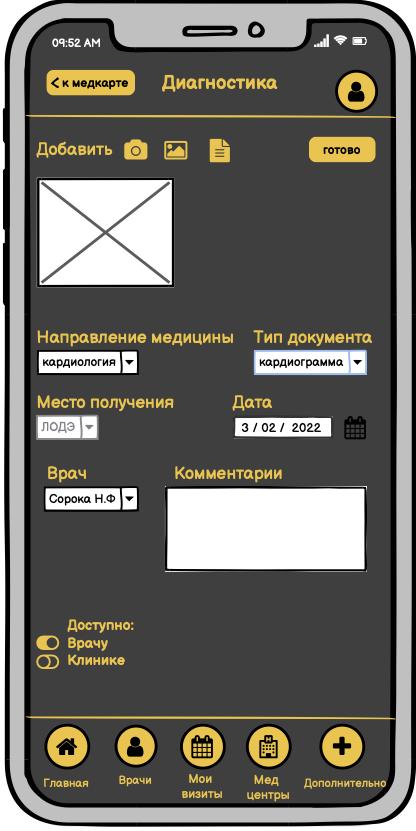 09:52 AM
< к медкарте
Диагностика
Добавить
готово
Направление медицины
Тип документа
кардиология
кардиограмма
Место получения
Дата
ЛОДЭ
3 / 02 / 2022
Врач
Комментарии
Сорока Н.Ф
Доступно:
Врачу
Клинике
Главная
Врачи
Мои
визиты
Мед
центры
Дополнительно